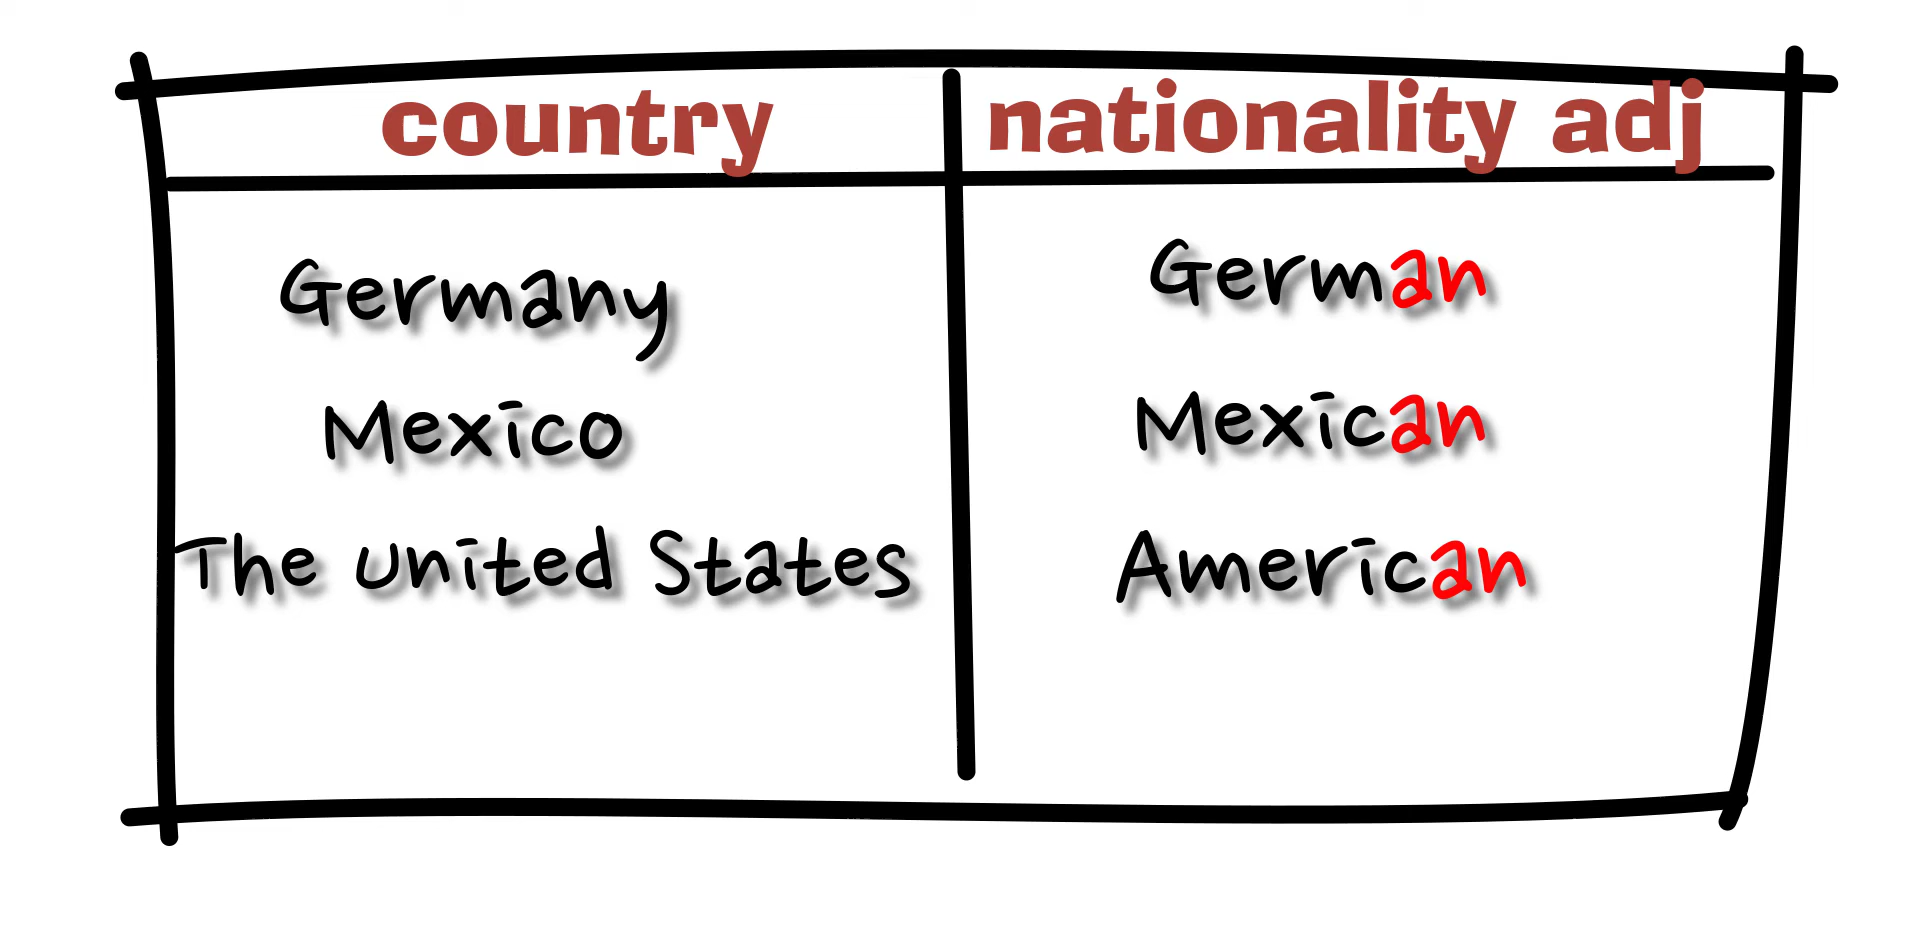 country nationality adj
Germany German
Mexico Mexican
The United States American